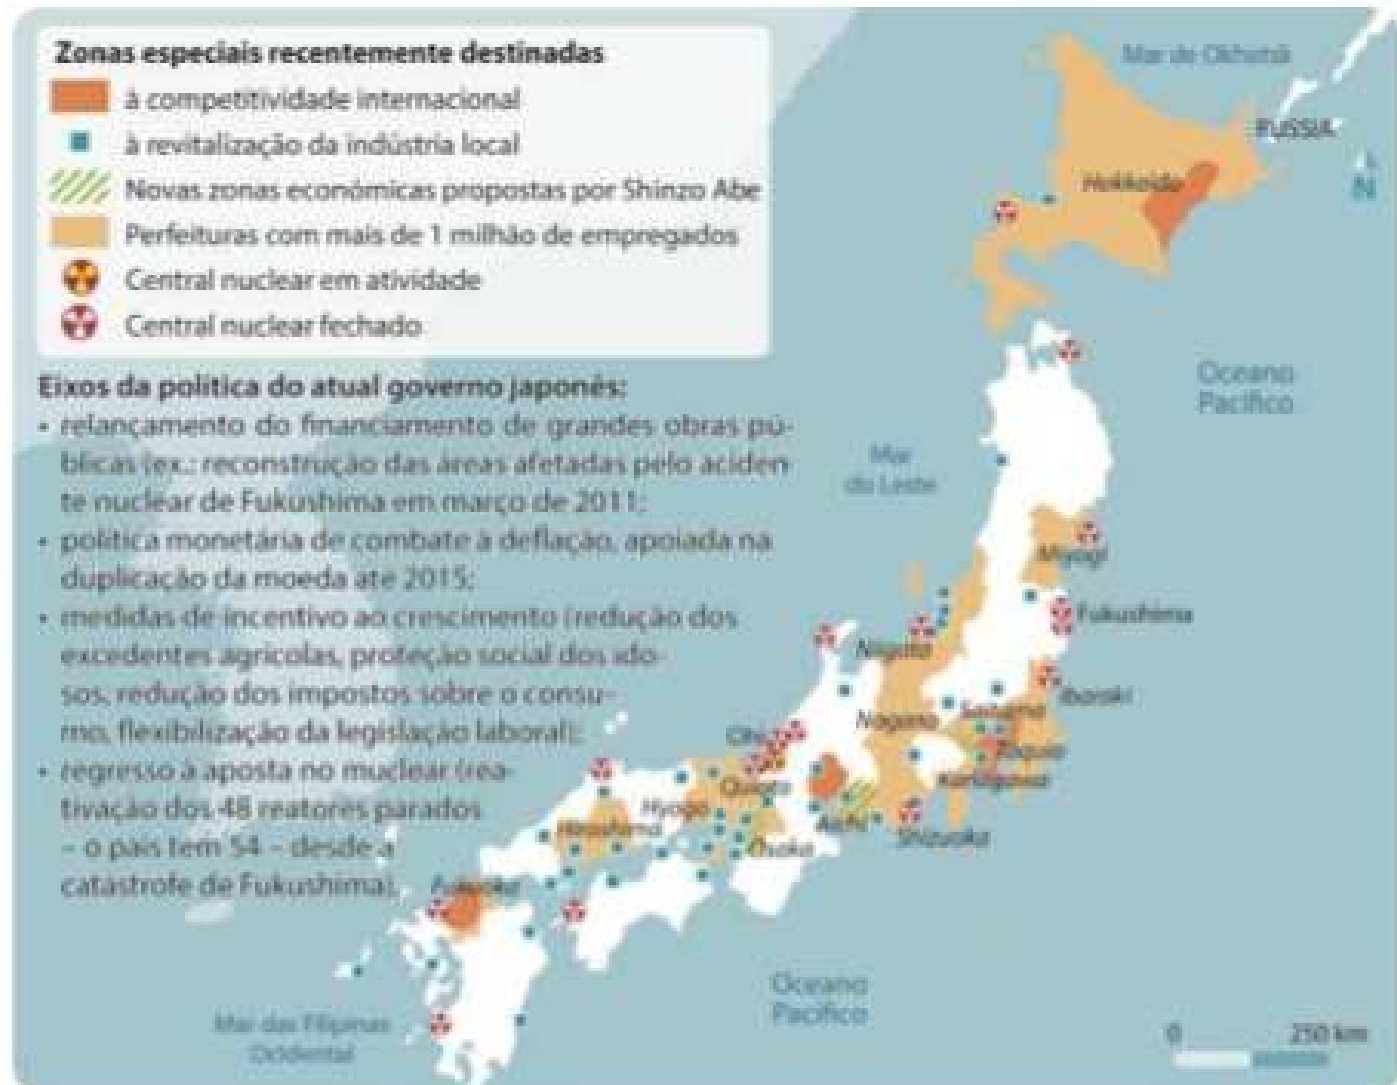 Zonas especiais recentemente destinadas
à competitividade internacional
à revitalização da indústria local
Novas zonas económicas propostas por Shinzo Abe
Perfeituras com mais de 1 milhão de empregados
Central nuclear em atividade
Central nuclear fechado
Eixos da política do atual governo japonês:
• relançamento do financiamento de grandes obras pú-
blicas (ex.: reconstrução das áreas afetadas pelo aciden
te nuclear de Fukushima em março de 2011;
• política monetária de combate à deflação, apoiada na
duplicação da moeda até 2015;
• medidas de incentivo ao crescimento (redução dos
excedentes agrícolas, proteção social dos ido-
sos, redução dos impostos sobre o consu-
mo, flexibilização da legislação laboral);
• regresso à aposta no muclear (rea-
tivação dos 48 reatores parados
– o país tem 54 – desde a
catástrofe de Fukushima).
Mar de Okhotsk
RUSSIA
N
Hokkaido
Oceano
Pacífico
Mar
do Leste
Miyagi
Fukushima
Niigata
Ibaraki
Nagano
Saitama
Tóquio
Kanagawa
Quioto
Hyogo
Aichi
Shizuoka
Hiroshima
Osaka
Fukuoka
Oceano
Pacífico
Mar das Filipinas
Ocidental
0 250 km